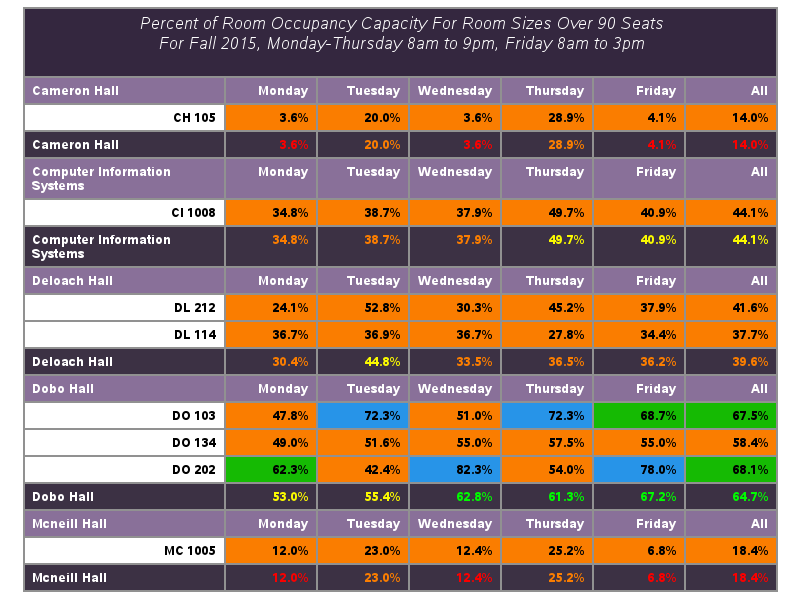 Percent of Room Occupancy Capacity For Room Sizes Over 90 Seats
For Fall 2015, Monday-Thursday 8am to 9pm, Friday 8am to 3pm
Cameron Hall Monday Tuesday Wednesday Thursday Friday All
CH 105 3.6% 20.0% 3.6% 28.9% 4.1% 14.0%
Cameron Hall 3.6% 20.0% 3.6% 28.9% 4.1% 14.0%
Computer Information Monday Tuesday Wednesday Thursday Friday All
Systems
CI 1008 34.8% 38.7% 37.9% 49.7% 40.9% 44.1%
Computer Information 34.8% 38.7% 37.9% 49.7% 40.9% 44.1%
Systems
Deloach Hall Monday Tuesday Wednesday Thursday Friday All
DL 212 24.1% 52.8% 30.3% 45.2% 37.9% 41.6%
DL 114 36.7% 36.9% 36.7% 27.8% 34.4% 37.7%
Deloach Hall 30.4% 44.8% 33.5% 36.5% 36.2% 39.6%
Dobo Hall Monday Tuesday Wednesday Thursday Friday All
DO 103 47.8% 72.3% 51.0% 72.3% 68.7% 67.5%
DO 134 49.0% 51.6% 55.0% 57.5% 55.0% 58.4%
DO 202 62.3% 42.4% 82.3% 54.0% 78.0% 68.1%
Dobo Hall 53.0% 55.4% 62.8% 61.3% 67.2% 64.7%
Mcneill Hall Monday Tuesday Wednesday Thursday Friday All
MC 1005 12.0% 23.0% 12.4% 25.2% 6.8% 18.4%
Mcneill Hall 12.0% 23.0% 12.4% 25.2% 6.8% 18.4%